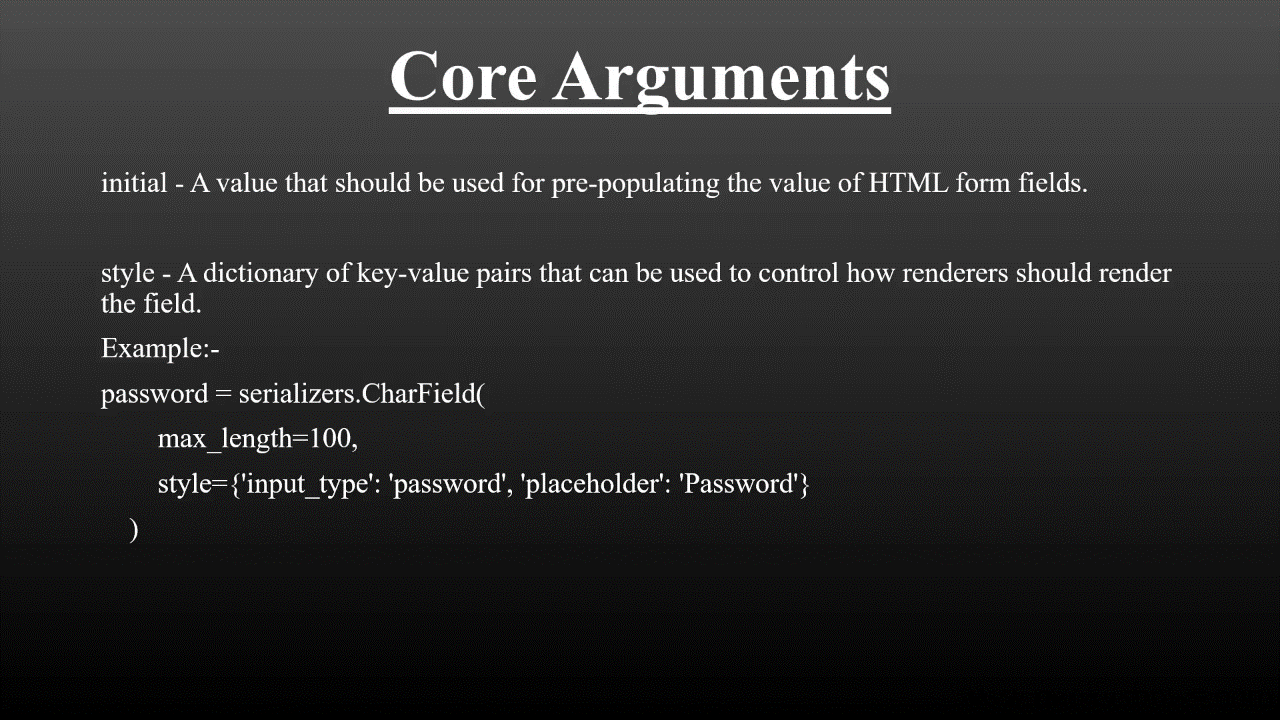 Core Arguments
initial - A value that should be used for pre-populating the value of HTML form fields.
style - A dictionary of key-value pairs that can be used to control how renderers should render
the field.
Example:-
password = serializers.CharField(
max_length=100,
style={'input_type': 'password', 'placeholder': 'Password'}
)